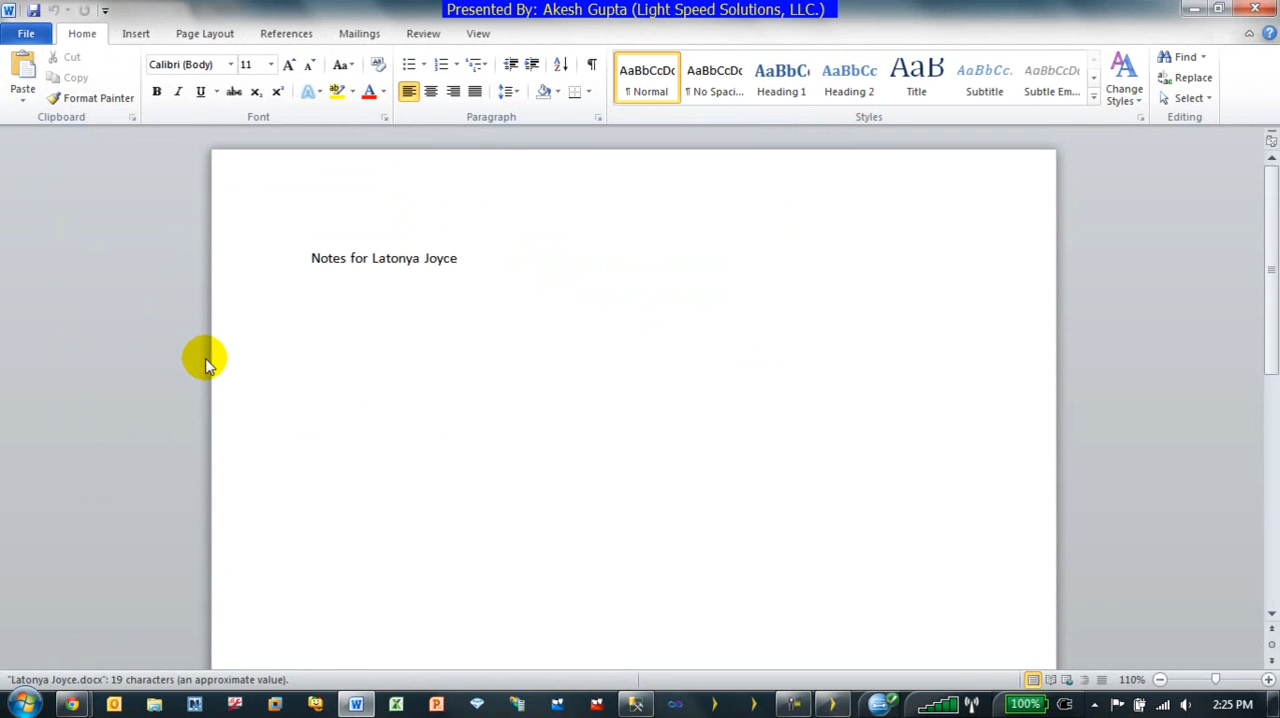 Presented By: Akesh Gupta (Light Speed Solutions, LLC.)
File Home Insert Page Layout References Mailings Review View
Paste
Cut
Copy
Format Painter
Clipboard
Calibri (Body) 11
Font
Paragraph
AaBbCcDc AaBbCcDc AaBbCc AaBbCc AaB AaBbCc. AaBbCcDc
¶ Normal ¶ No Spaci... Heading 1 Heading 2 Title Subtitle Subtle Em...
Change Styles
Styles
Find
Replace
Select
Editing
Notes for Latonya Joyce
"Latonya Joyce.docx": 19 characters (an approximate value).
110%
100%
2:25 PM